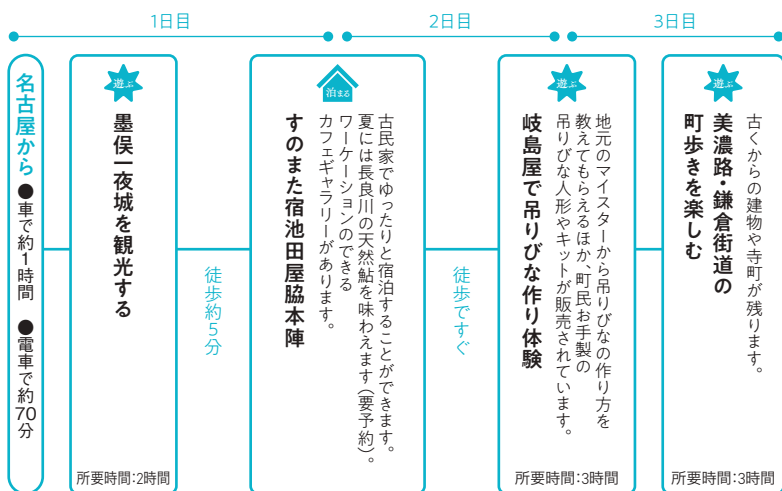 1日目
2日目
3日目
名古屋から
●車で約1時間
●電車で約70分
遊ぶ
墨俣一夜城を観光する
所要時間:2時間
徒歩約5分
泊まる
すのまた宿池田屋脇本陣
古民家でゆったりと宿泊することができます。
夏には長良川の天然鮎を味わえます(要予約)。
ワーケーションのできる
カフェギャラリーがあります。
徒歩ですぐ
遊ぶ
岐島屋で吊りびな作り体験
地元のマイスターから吊りびなの作り方を
教えてもらえるほか、町民お手製の
吊りびな人形やキットが販売されています。
所要時間:3時間
遊ぶ
美濃路・鎌倉街道の
町歩きを楽しむ
古くからの建物や寺町が残ります。
所要時間:3時間